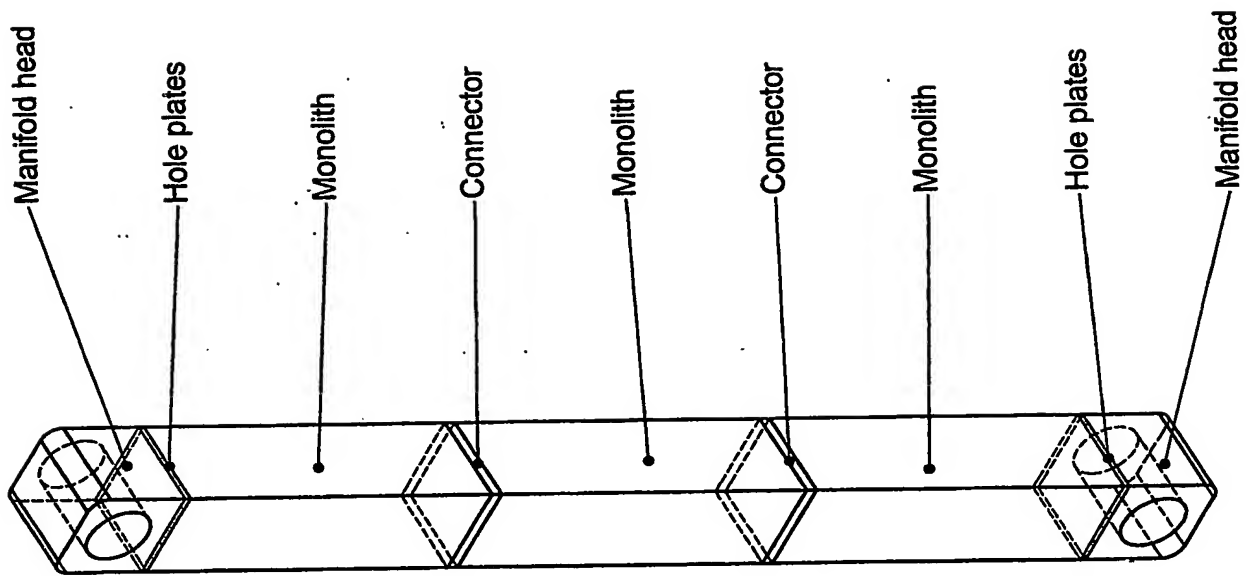 Manifold head
Hole plates
Monolith
Connector
Monolith
Connector
Monolith
Hole plates
Manifold head